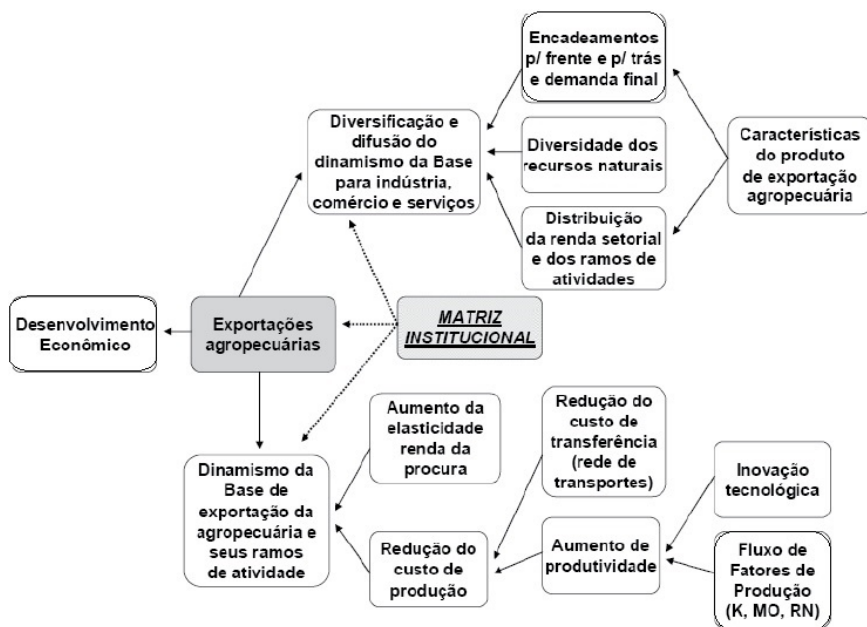 Encadeamentos
p/ frente e p/ trás
e demanda final
Diversificação e
difusão do
dinamismo da Base
para indústria,
comércio e serviços
Diversidade dos
recursos naturais
Características
do produto
de exportação
agropecuária
Distribuição
da renda setorial
e dos ramos de
atividades
Desenvolvimento
Econômico
Exportações
agropecuárias
MATRIZ
INSTITUCIONAL
Aumento da
elasticidade
renda da
procura
Redução do
custo de
transferência
(rede de
transportes)
Dinamismo da
Base de
exportação da
agropecuária e
seus ramos
de atividade
Inovação
tecnológica
Redução do
custo de
produção
Aumento de
produtividade
Fluxo de
Fatores de
Produção
(K, MO, RN)